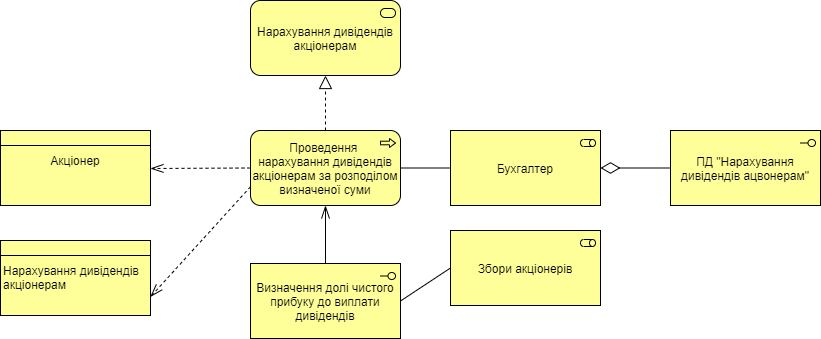 Нарахування дивідендів
акціонерам
Акціонер
Проведення
нарахування дивідендів
акціонерам за розподілом
визначеної суми
Бухгалтер
ПД "Нарахування
дивідендів ацвонерам"
Нарахування дивідендів
акціонерам
Визначення долі чистого
прибуку до виплати
дивідендів
Збори акціонерів